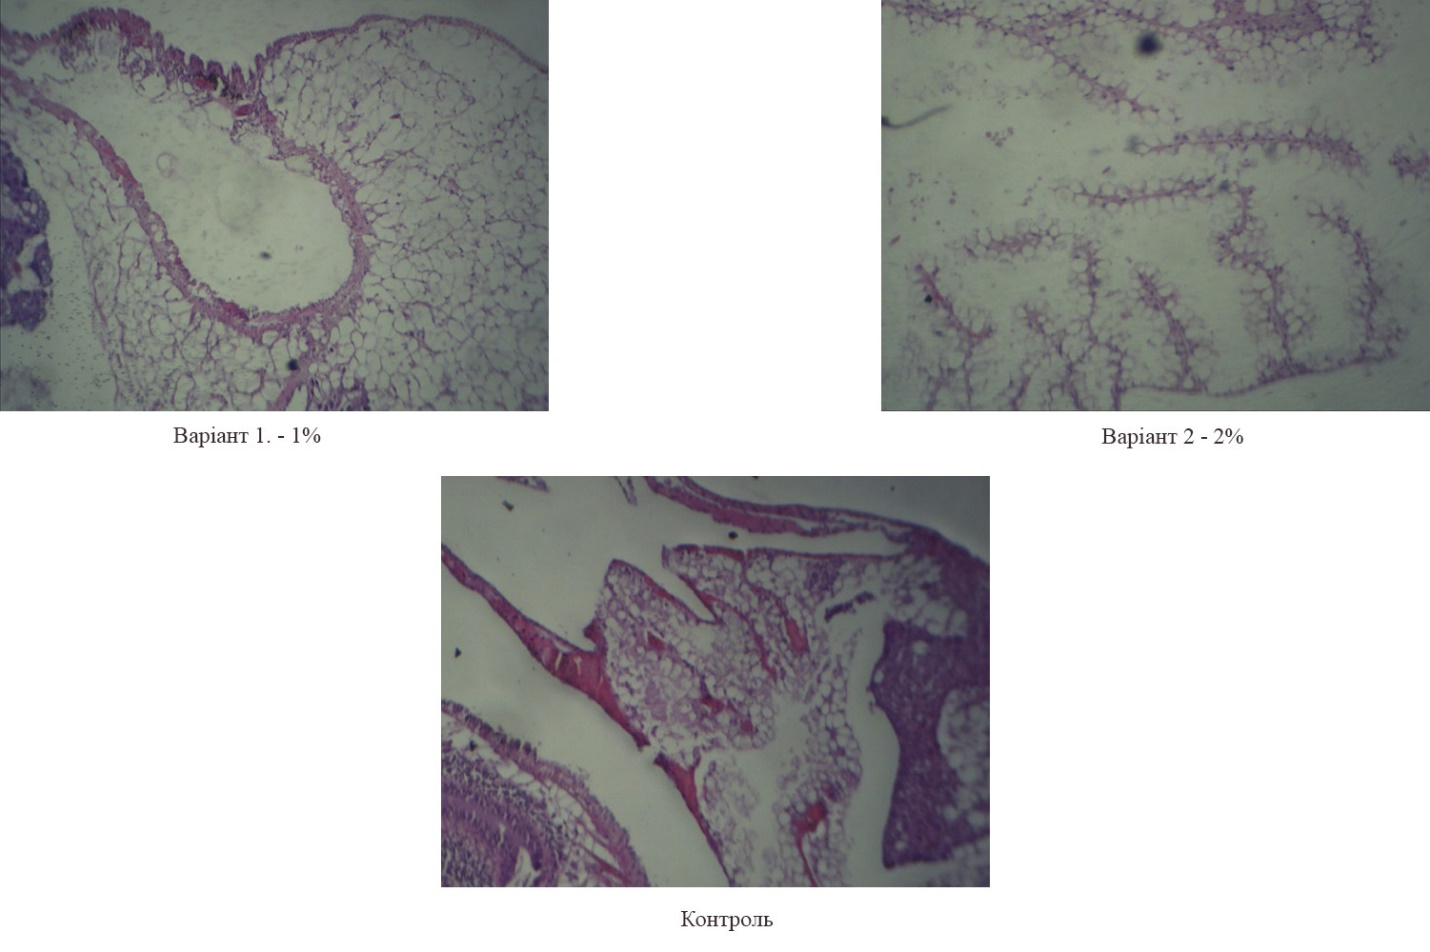 Варіант 1. - 1%
Варіант 2 - 2%
Контроль